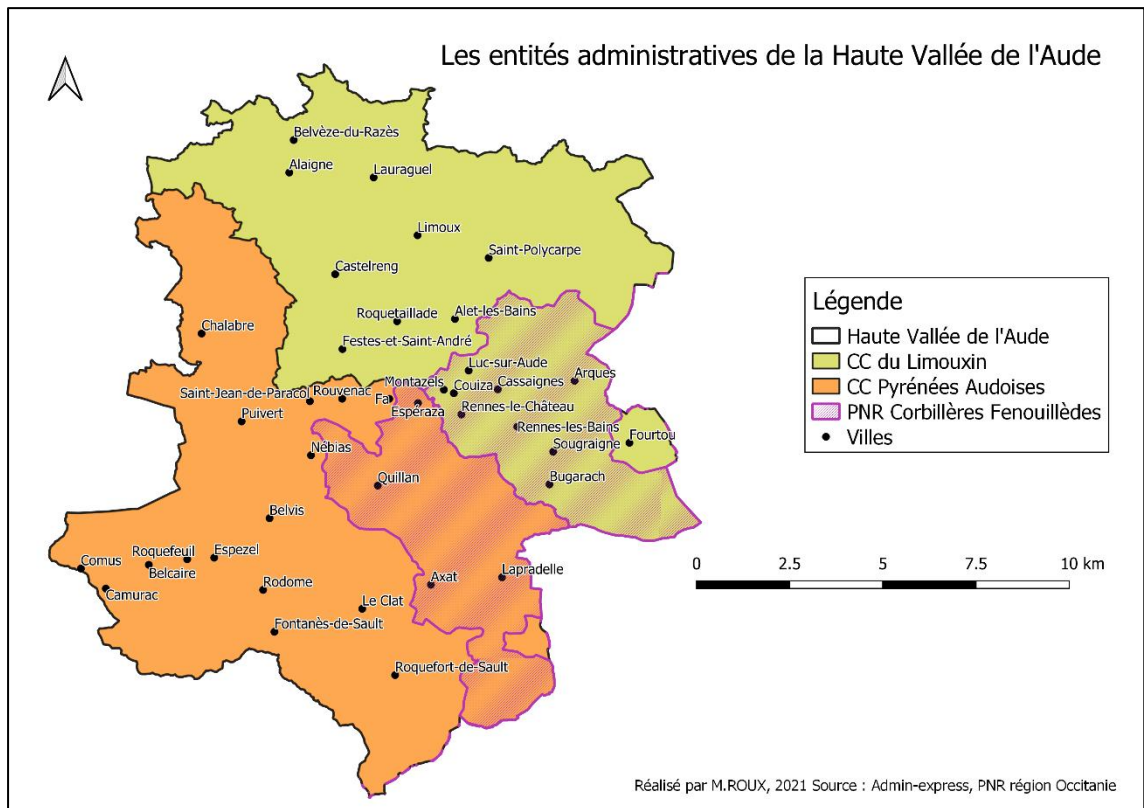 Les entités administratives de la Haute Vallée de l'Aude
Belvèze-du-Razès
Alaigne
Lauraguel
Limoux
Saint-Polycarpe
Castelreng
Roquetaillade
Alet-les-Bains
Chalabre
Festes-et-Saint-André
Luc-sur-Aude
Arques
Montazels
Couiza
Cassaignes
Saint-Jean-de-Paracol
Rouvenac
Fa
Espéraza
Rennes-le-Château
Puivert
Rennes-les-Bains
Fourtou
Nébias
Sougraigne
Quillan
Bugarach
Belvis
Roquefeuil
Espezel
Comus
Belcaire
Camurac
Rodome
Axat
Lapradelle
Le Clat
Fontanès-de-Sault
Roquefort-de-Sault
Légende
Haute Vallée de l'Aude
CC du Limouxin
CC Pyrénées Audoises
PNR Corbillères Fenouillèdes
Villes
0 2.5 5 7.5 10 km
Réalisé par M.ROUX, 2021 Source : Admin-express, PNR région Occitanie